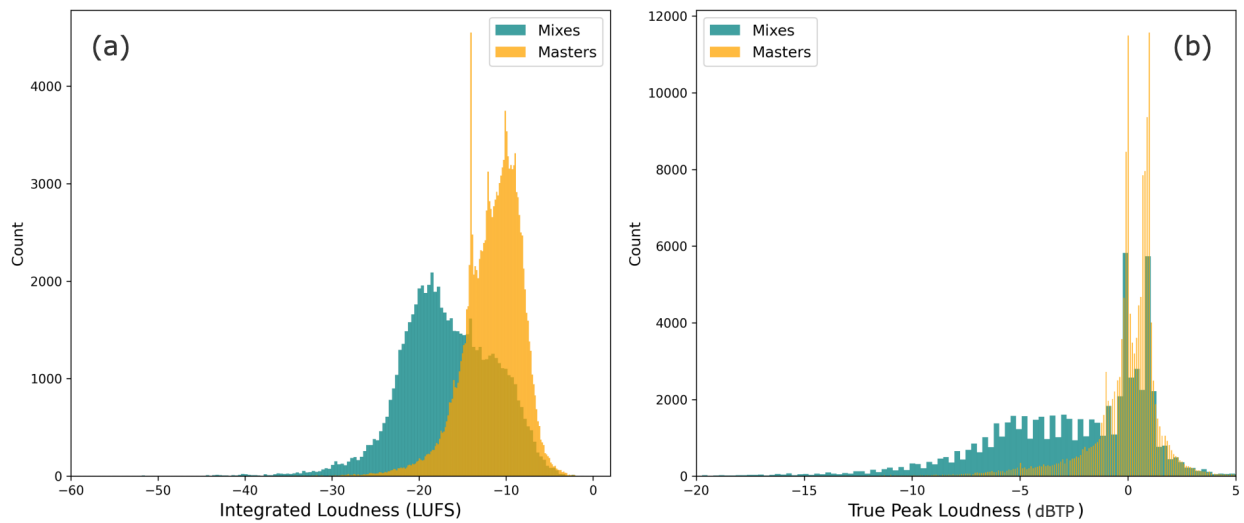 (a)
Mixes
Masters
Count
4000
3000
2000
1000
0
−60
−50
−40
−30
−20
−10
0
Integrated Loudness (LUFS)
(b)
Mixes
Masters
Count
12000
10000
8000
6000
4000
2000
0
−20
−15
−10
−5
0
5
True Peak Loudness (dBTP)